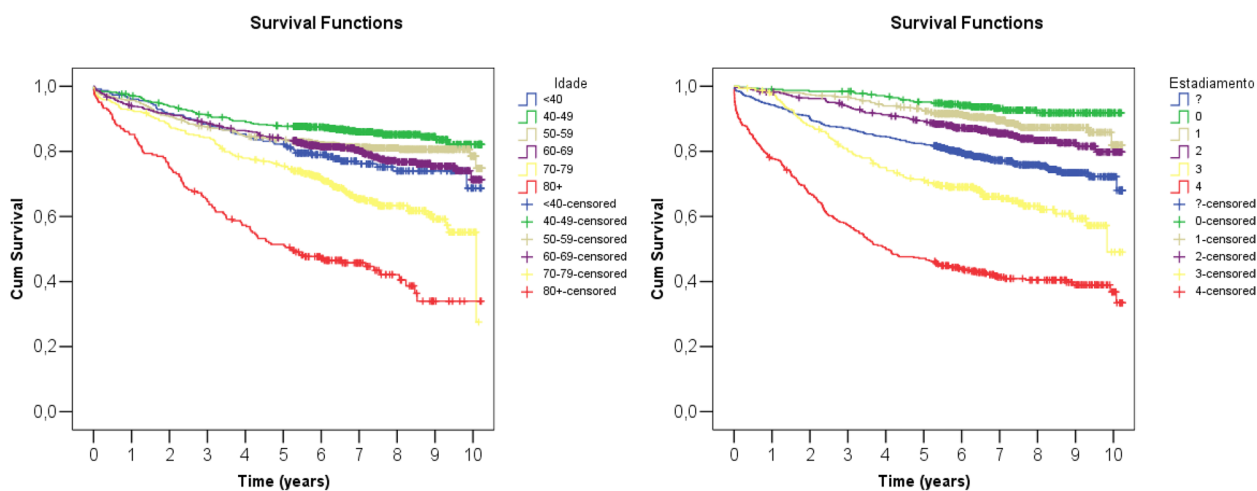 Survival Functions
Cum Survival
1,0
0,8
0,6
0,4
0,2
0,0
0 1 2 3 4 5 6 7 8 9 10
Time (years)
Idade
<40
40-49
50-59
60-69
70-79
80+
<40-censored
40-49-censored
50-59-censored
60-69-censored
70-79-censored
80+-censored
Survival Functions
Cum Survival
1,0
0,8
0,6
0,4
0,2
0,0
0 1 2 3 4 5 6 7 8 9 10
Time (years)
Estadiamento
?
0
1
2
3
4
?-censored
0-censored
1-censored
2-censored
3-censored
4-censored